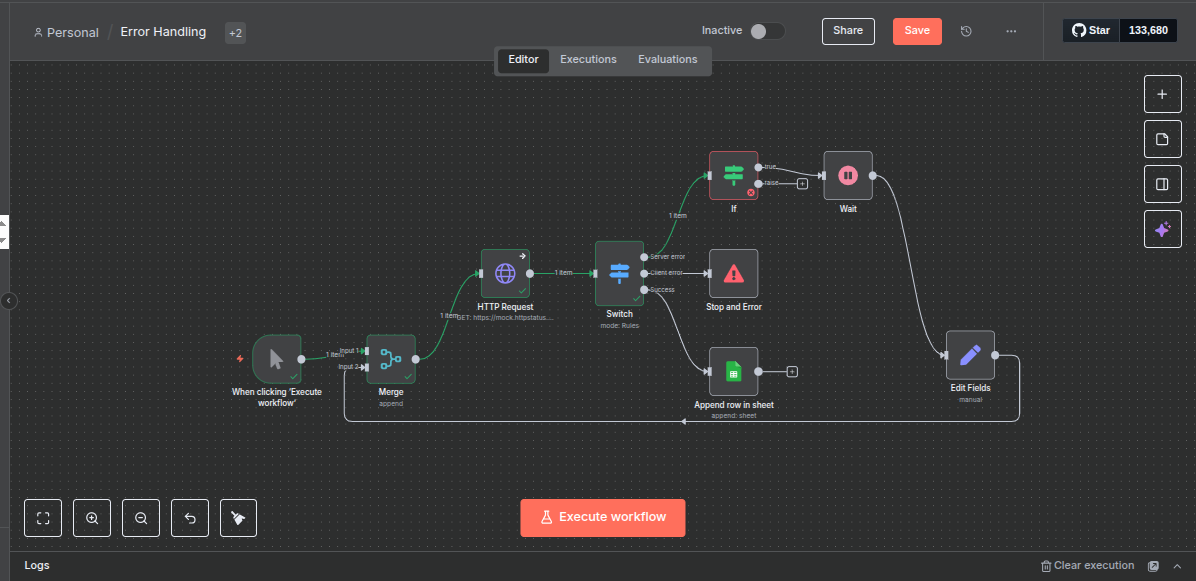 Personal / Error Handling +2
Inactive
Share
Save
...
Star 133,680
Editor Executions Evaluations
true
raise
If
Wait
1 item
Server error
Client error
Success
1 item
HTTP Request
GET: https://mock.httpstatus....
Switch
mode: Rules
Stop and Error
1 item
1 item
Input 1
Input 2
When clicking 'Execute
workflow'
Merge
append
Append row in sheet
append: sheet
Edit Fields
manual
Execute workflow
Logs
Clear execution